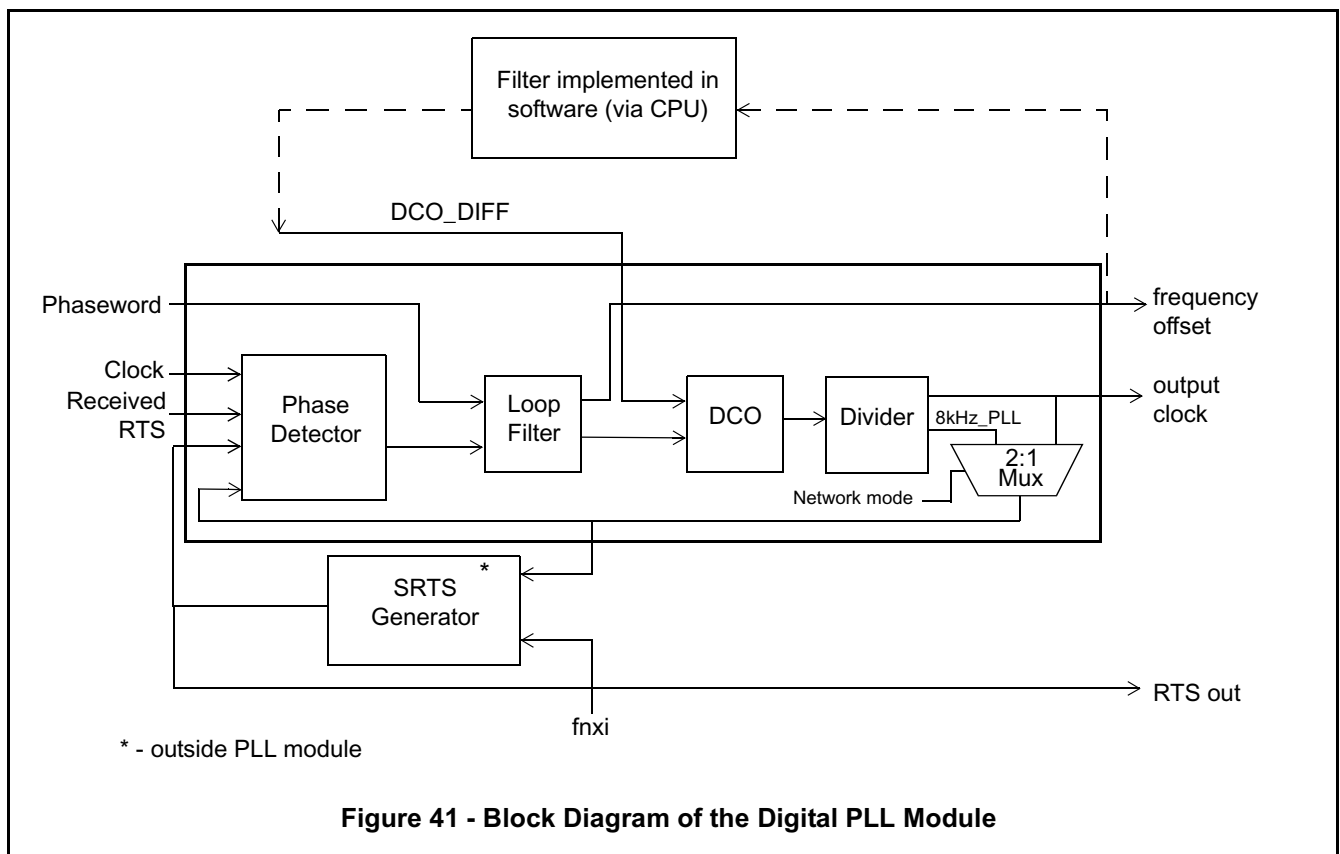 Filter implemented in
software (via CPU)
DCO_DIFF
Phaseword
frequency
offset
Clock
Received
RTS
Phase
Detector
Loop
Filter
DCO
Divider
output
clock
8kHz_PLL
2:1
Mux
Network mode
*
SRTS
Generator
RTS out
fnxi
* - outside PLL module
Figure 41 - Block Diagram of the Digital PLL Module